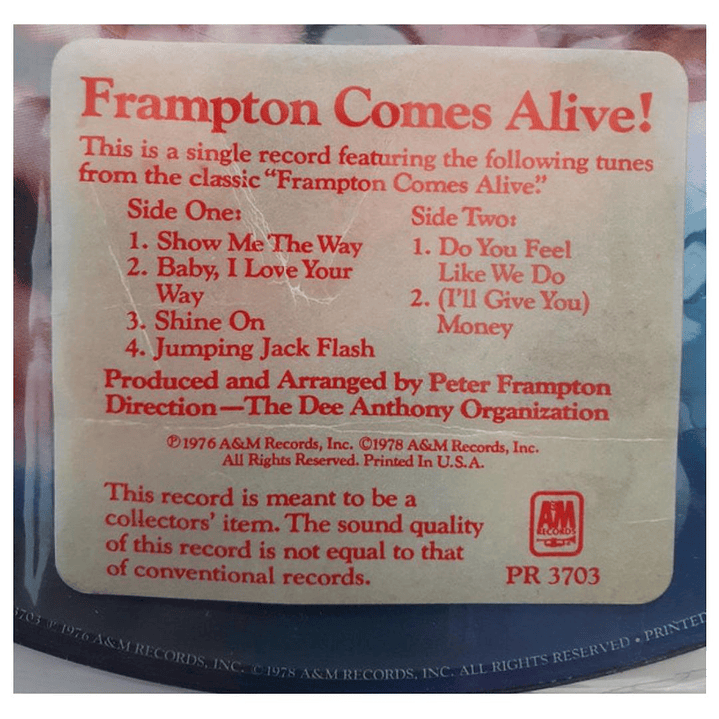 Frampton Comes Alive!
This is a single record featuring the following tunes
from the classic “Frampton Comes Alive.”
Side One:
1. Show Me The Way
2. Baby, I Love Your
Way
3. Shine On
4. Jumping Jack Flash
Side Two:
1. Do You Feel
Like We Do
2. (I'll Give You)
Money
Produced and Arranged by Peter Frampton
Direction—The Dee Anthony Organization
℗1976 A&M Records, Inc. ©1978 A&M Records, Inc.
All Rights Reserved. Printed In U.S.A.
This record is meant to be a
collectors' item. The sound quality
of this record is not equal to that
of conventional records.
A&M
RECORDS
PR 3703
3703 ℗ 1976 A&M RECORDS, INC. ©1978 A&M RECORDS, INC. ALL RIGHTS RESERVED • PRINTED